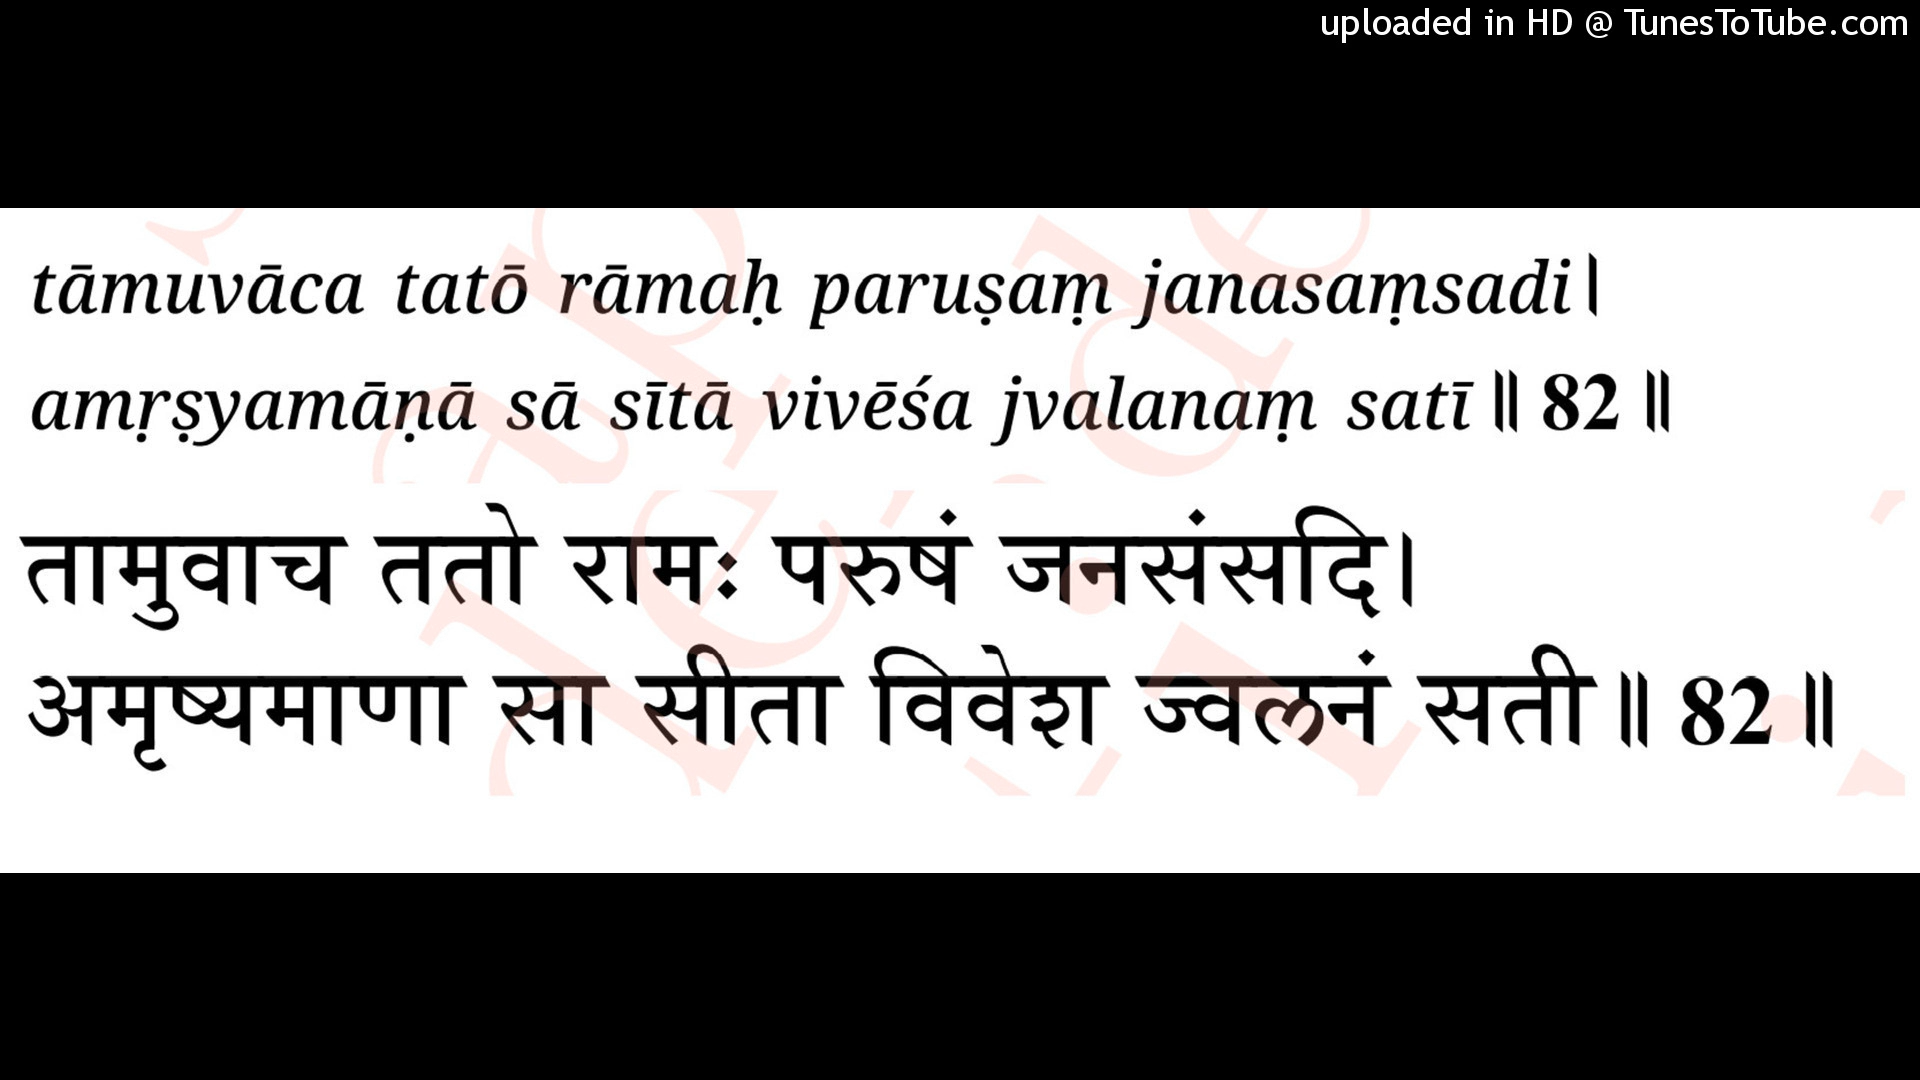 uploaded in HD @ TunesToTube.com
tāmuvāca tatō rāmaḥ paruṣaṃ janasaṃsadi।
amṛṣyamāṇā sā sītā vivēśa jvalanaṃ satī ॥ 82 ॥
तामुवाच ततो रामः परुषं जनसंसदि।
अमृष्यमाणा सा सीता विवेश ज्वलनं सती ॥ 82 ॥